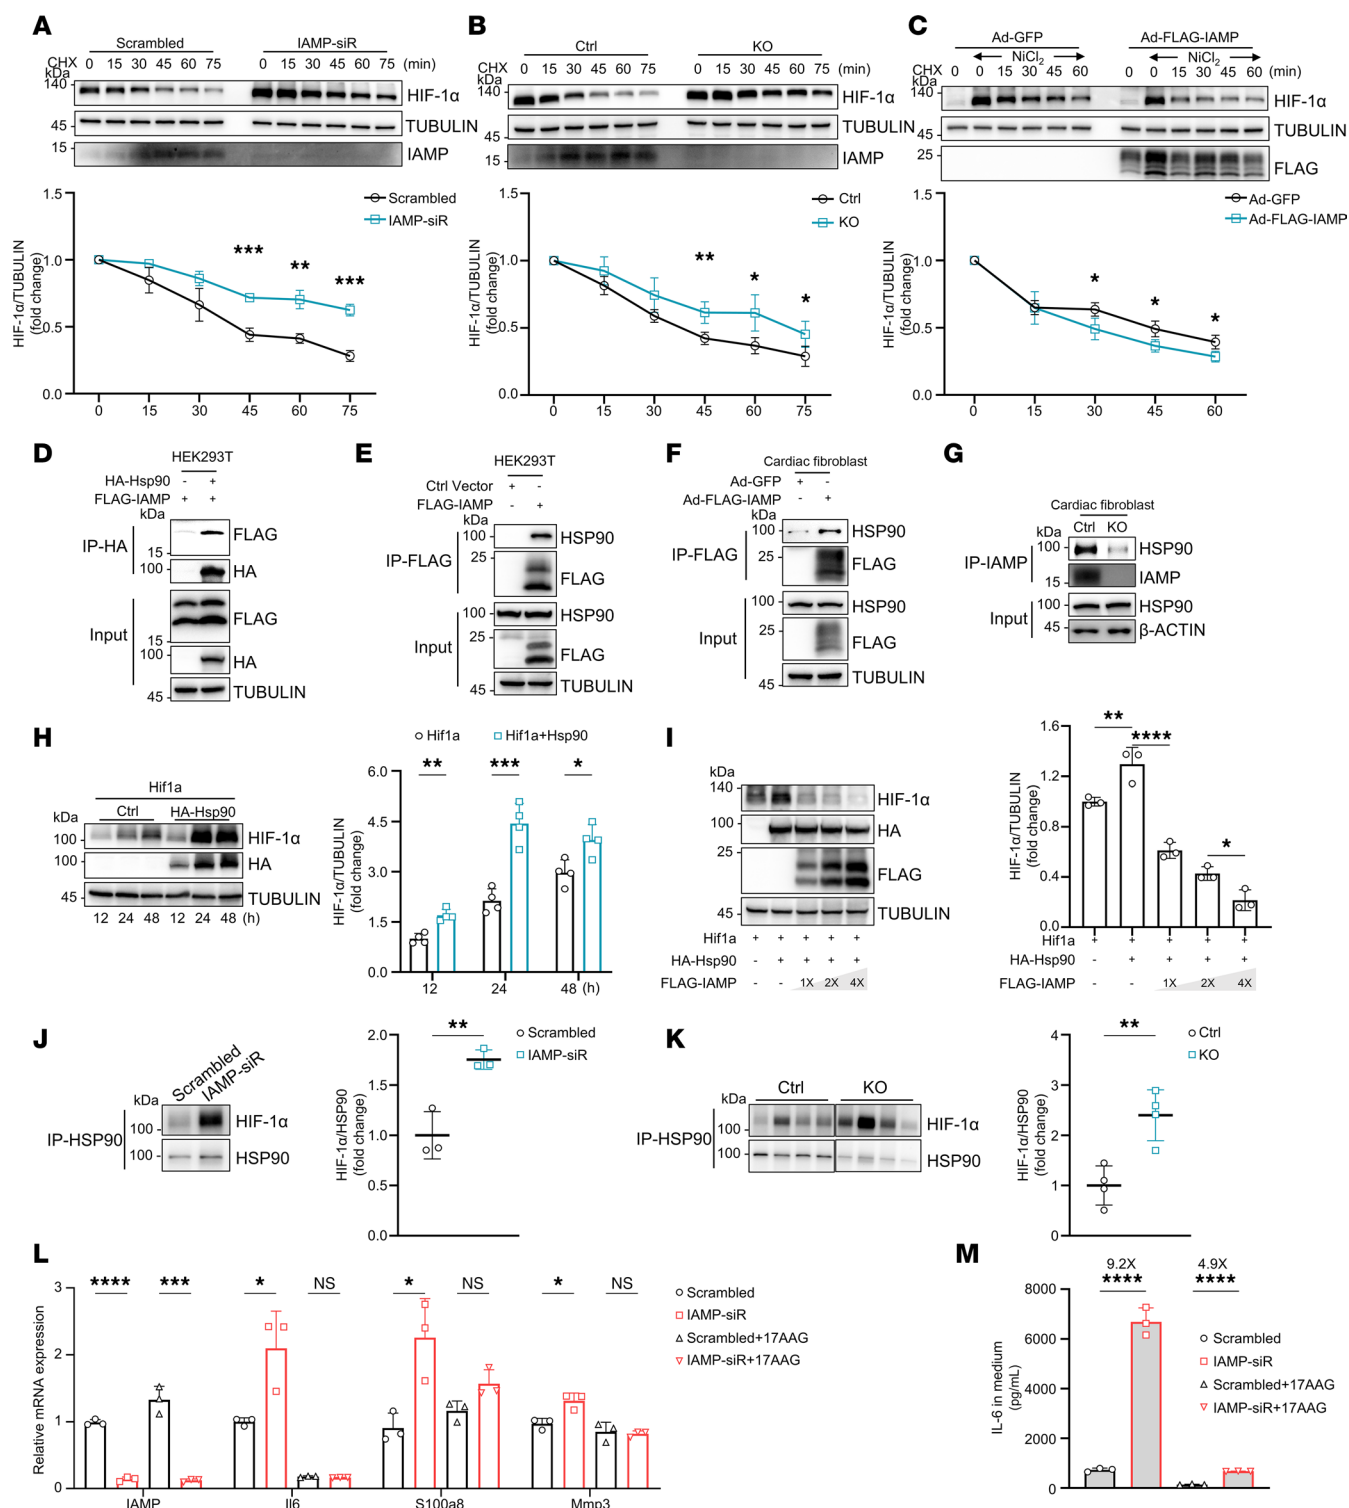 A
Scrambled
IAMP-siR
CHX 0 15 30 45 60 75 0 15 30 45 60 75 (min)
kDa
140
HIF-1α
45
TUBULIN
15
IAMP
1.5
1.0
0.5
0.0
HIF-1α/TUBULIN
(fold change)
Scrambled
IAMP-siR
***
**
***
0 15 30 45 60 75
B
Ctrl
KO
CHX 0 15 30 45 60 75 0 15 30 45 60 75 (min)
kDa
140
HIF-1α
45
TUBULIN
15
IAMP
1.5
1.0
0.5
0.0
HIF-1α/TUBULIN
(fold change)
Ctrl
KO
**
*
*
0 15 30 45 60 75
C
Ad-GFP
Ad-FLAG-IAMP
NiCl2
NiCl2
CHX 0 0 15 30 45 60 0 0 15 30 45 60 (min)
kDa
140
HIF-1α
45
TUBULIN
25
FLAG
1.5
1.0
0.5
0.0
HIF-1α/TUBULIN
(fold change)
Ad-GFP
Ad-FLAG-IAMP
*
*
*
0 15 30 45 60
D
HEK293T
HA-Hsp90 - +
FLAG-IAMP + +
kDa
IP-HA
FLAG
15
100
HA
Input
FLAG
15
100
HA
45
TUBULIN
E
HEK293T
Ctrl Vector + -
FLAG-IAMP - +
kDa
IP-FLAG
100
HSP90
25
FLAG
Input
100
HSP90
25
FLAG
45
TUBULIN
F
Cardiac fibroblast
Ad-GFP + -
Ad-FLAG-IAMP - +
kDa
IP-FLAG
100
HSP90
25
FLAG
Input
100
HSP90
25
FLAG
45
TUBULIN
G
Cardiac fibroblast
kDa Ctrl KO
IP-IAMP
100
HSP90
15
IAMP
Input
100
HSP90
45
β-ACTIN
H
Hif1a
Ctrl HA-Hsp90
kDa
100
HIF-1α
100
HA
45
TUBULIN
12 24 48 12 24 48 (h)
Hif1a
Hif1a+Hsp90
6.0
4.5
3.0
1.5
0.0
HIF-1α/TUBULIN
(fold change)
**
***
*
12 24 48 (h)
I
kDa
140
HIF-1α
HA
25
FLAG
45
TUBULIN
Hif1a + + + + +
HA-Hsp90 - + + + +
FLAG-IAMP - - 1X 2X 4X
1.6
1.2
0.8
0.4
0.0
HIF-1α/TUBULIN
(fold change)
**
****
*
Hif1a + + + + +
HA-Hsp90 - + + + +
FLAG-IAMP - - 1X 2X 4X
J
Scrambled
IAMP-siR
kDa
IP-HSP90
100
HIF-1α
100
HSP90
2.0
1.5
1.0
0.5
0.0
HIF-1α/HSP90
(fold change)
**
Scrambled
IAMP-siR
K
Ctrl KO
kDa
IP-HSP90
100
HIF-1α
100
HSP90
4
3
2
1
0
HIF-1α/HSP90
(fold change)
**
Ctrl
KO
L
3
2
1
0
Relative mRNA expression
**** *** * NS * NS * NS
IAMP Il6 S100a8 Mmp3
Scrambled
IAMP-siR
Scrambled+17AAG
IAMP-siR+17AAG
M
9.2X 4.9X
**** ****
8000
6000
4000
2000
0
IL-6 in medium
(pg/mL)
Scrambled
IAMP-siR
Scrambled+17AAG
IAMP-siR+17AAG